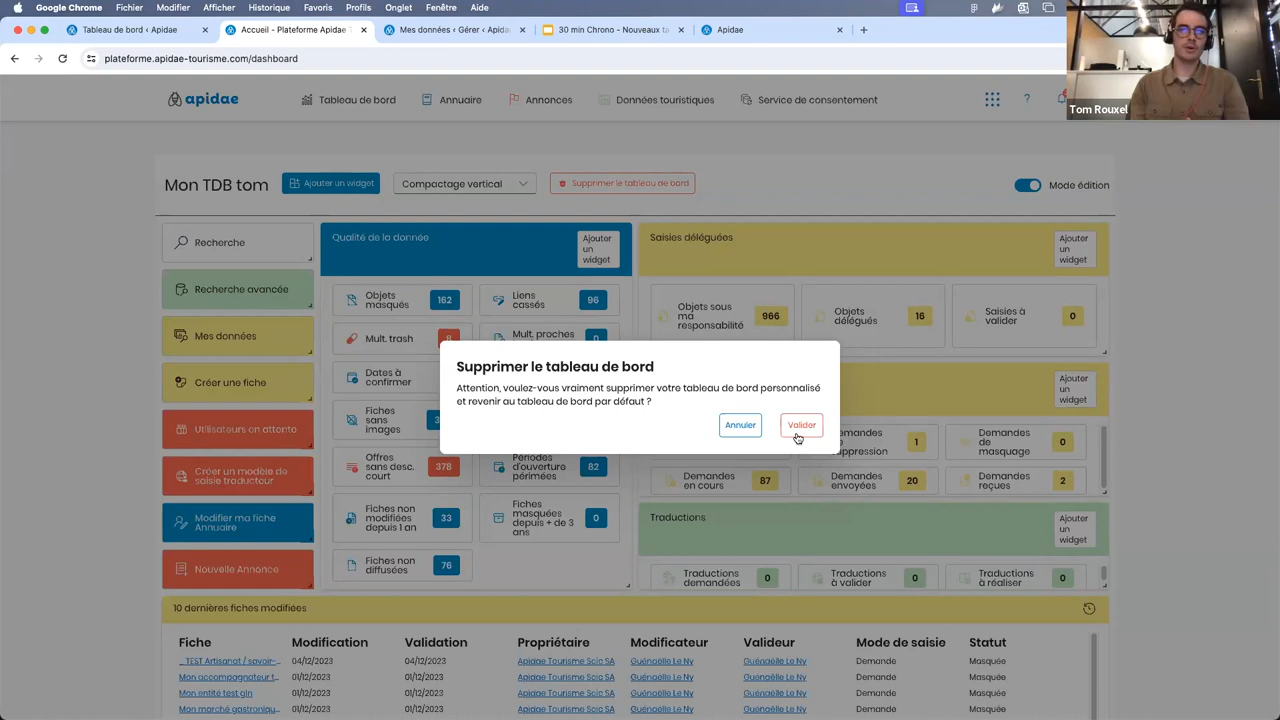 Google Chrome Fichier Modifier Afficher Historique Favoris Profils Onglet Fenêtre Aide
Tableau de bord ‹ Apidae
Accueil - Plateforme Apidae T
Mes données ‹ Gérer ‹ Apida
30 min Chrono - Nouveaux ta
Apidae
plateforme.apidae-tourisme.com/dashboard
Tom Rouxel
apidae
Tableau de bord
Annuaire
Annonces
Données touristiques
Service de consentement
?
Mon TDB tom
Ajouter un widget
Compactage vertical
Supprimer le tableau de bord
Mode édition
Recherche
Recherche avancée
Mes données
Créer une fiche
Utilisateurs en attente
Créer un modèle de
saisie traducteur
Modifier ma fiche
Annuaire
Nouvelle Annonce
Qualité de la donnée
Ajouter
un
widget
Objets
masqués
162
Liens
cassés
96
Mult. trash
8
Mult. proches
0
Dates à
confirmer
Fiches
sans
images
Offres
sans desc.
court
378
Périodes
d'ouverture
périmées
82
Fiches non
modifiées
depuis 1 an
33
Fiches
masquées
depuis + de 3
ans
0
Fiches non
diffusées
76
Saisies déléguées
Ajouter
un
widget
Objets sous
ma
responsabilité
966
Objets
délégués
16
Saisies à
valider
0
Ajouter
un
widget
Demandes
de
suppression
1
Demandes
de
masquage
0
Demandes
en cours
87
Demandes
envoyées
20
Demandes
reçues
2
Traductions
Ajouter
un
widget
Traductions
demandées
0
Traductions
à valider
0
Traductions
à réaliser
0
Supprimer le tableau de bord
Attention, voulez-vous vraiment supprimer votre tableau de bord personnalisé
et revenir au tableau de bord par défaut ?
Annuler
Valider
10 dernières fiches modifiées
Fiche Modification Validation Propriétaire Modificateur Valideur Mode de saisie Statut
_ TEST Artisanat / savoir-... 04/12/2023 04/12/2023 Apidae Tourisme Scic SA Guénaëlle Le Ny Guénaëlle Le Ny Demande Masquée
Mon accompagnateur t... 01/12/2023 01/12/2023 Apidae Tourisme Scic SA Guénaëlle Le Ny Guénaëlle Le Ny Demande Masquée
Mon entité test gln 01/12/2023 01/12/2023 Apidae Tourisme Scic SA Guénaëlle Le Ny Guénaëlle Le Ny Demande Masquée
Mon marché gastroniqu... 01/12/2023 01/12/2023 Apidae Tourisme Scic SA Guénaëlle Le Ny Guénaëlle Le Ny Demande Masquée